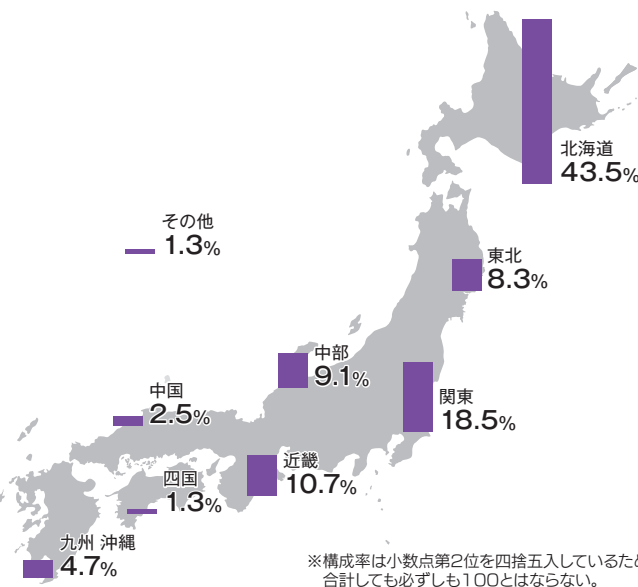 北海道
43.5%
その他
1.3%
東北
8.3%
中部
9.1%
中国
2.5%
関東
18.5%
近畿
10.7%
四国
1.3%
九州 沖縄
4.7%
※構成率は小数点第2位を四捨五入しているため
合計しても必ずしも100とはならない。